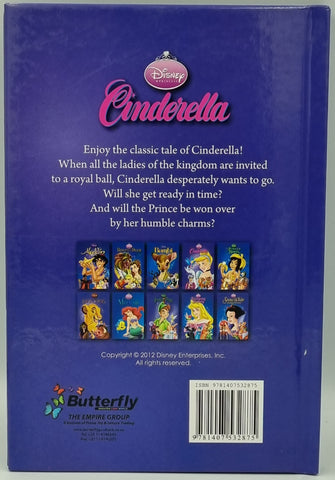 Disney
PRINCESS
Cinderella
Enjoy the classic tale of Cinderella!
When all the ladies of the kingdom are invited
to a royal ball, Cinderella desperately wants to go.
Will she get ready in time?
And will the Prince be won over
by her humble charms?
Copyright © 2012 Disney Enterprises, Inc.
All rights reserved.
ISBN 9781407532875
Butterfly
THE EMPIRE GROUP
9 781407 532875